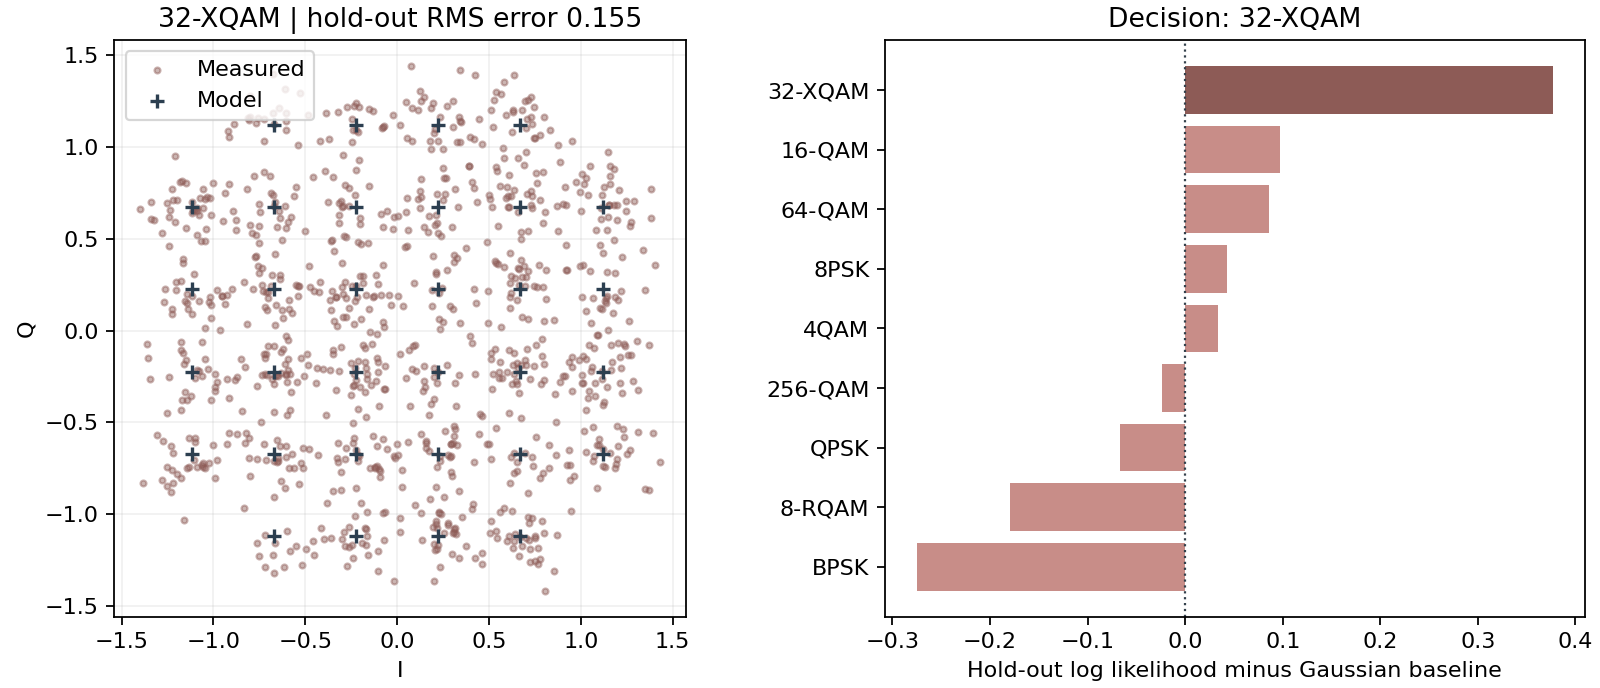 32-XQAM | hold-out RMS error 0.155
Measured
Model
1.5
1.0
0.5
0.0
−0.5
−1.0
−1.5
Q
−1.5 −1.0 −0.5 0.0 0.5 1.0 1.5
I
Decision: 32-XQAM
32-XQAM
16-QAM
64-QAM
8PSK
4QAM
256-QAM
QPSK
8-RQAM
BPSK
−0.3 −0.2 −0.1 0.0 0.1 0.2 0.3 0.4
Hold-out log likelihood minus Gaussian baseline